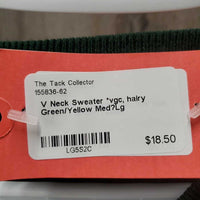 The Tack Collector
155836-62
V Neck Sweater *vgc, hairy
Green/Yellow Med?Lg
$18.50
LG5S2C